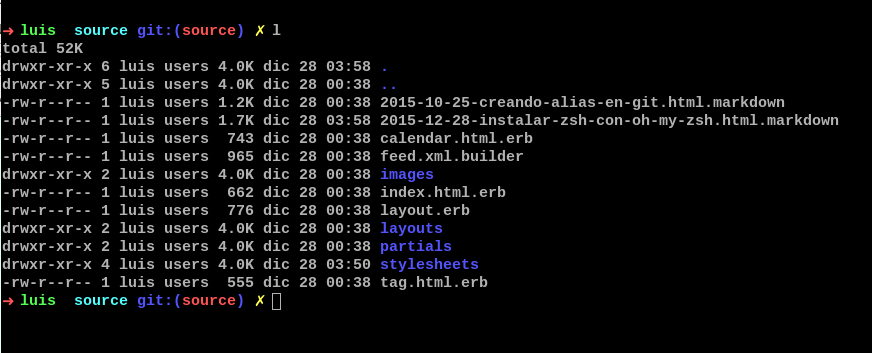 ➜ luis  source git:(source) ✗ l
total 52K
drwxr-xr-x 6 luis users 4.0K dic 28 03:58 .
drwxr-xr-x 5 luis users 4.0K dic 28 00:38 ..
-rw-r--r-- 1 luis users 1.2K dic 28 00:38 2015-10-25-creando-alias-en-git.html.markdown
-rw-r--r-- 1 luis users 1.7K dic 28 03:58 2015-12-28-instalar-zsh-con-oh-my-zsh.html.markdown
-rw-r--r-- 1 luis users  743 dic 28 00:38 calendar.html.erb
-rw-r--r-- 1 luis users  965 dic 28 00:38 feed.xml.builder
drwxr-xr-x 2 luis users 4.0K dic 28 00:38 images
-rw-r--r-- 1 luis users  662 dic 28 00:38 index.html.erb
-rw-r--r-- 1 luis users  776 dic 28 00:38 layout.erb
drwxr-xr-x 2 luis users 4.0K dic 28 00:38 layouts
drwxr-xr-x 2 luis users 4.0K dic 28 00:38 partials
drwxr-xr-x 4 luis users 4.0K dic 28 03:50 stylesheets
-rw-r--r-- 1 luis users  555 dic 28 00:38 tag.html.erb
➜ luis  source git:(source) ✗